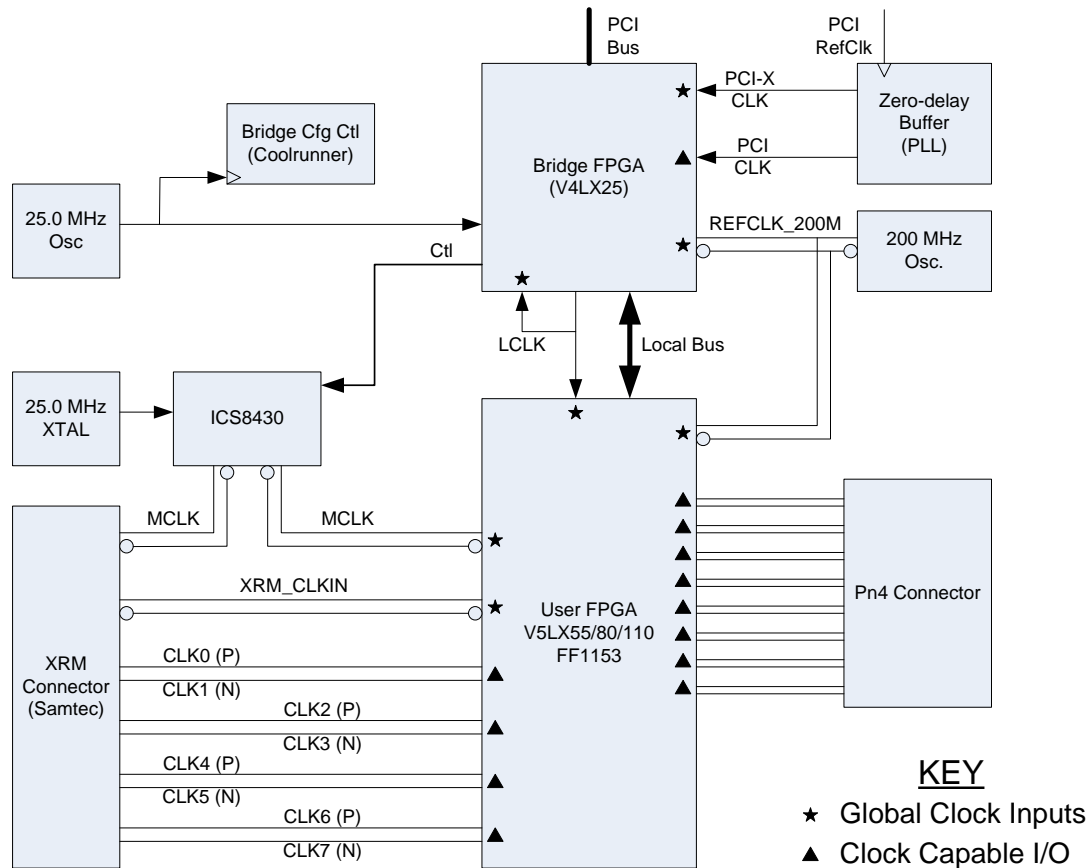 PCI
Bus
PCI
RefClk
PCI-X
CLK
Zero-delay
Buffer
(PLL)
Bridge Cfg Ctl
(Coolrunner)
Bridge FPGA
(V4LX25)
PCI
CLK
25.0 MHz
Osc
REFCLK_200M
200 MHz
Osc.
Ctl
LCLK
Local Bus
25.0 MHz
XTAL
ICS8430
MCLK
MCLK
XRM_CLKIN
XRM
Connector
(Samtec)
CLK0 (P)
CLK1 (N)
CLK2 (P)
CLK3 (N)
CLK4 (P)
CLK5 (N)
CLK6 (P)
CLK7 (N)
User FPGA
V5LX55/80/110
FF1153
Pn4 Connector
KEY
Global Clock Inputs
Clock Capable I/O